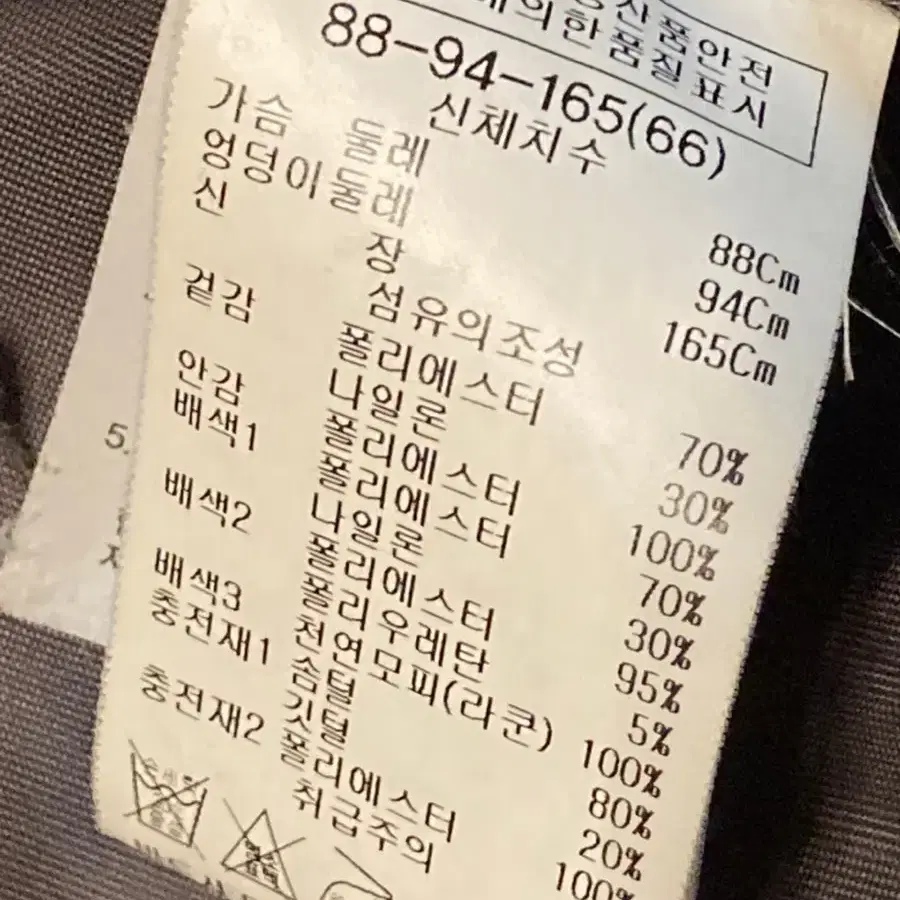 산품안전
의한품질표시
88-94-165(66)
신체치수
가슴 둘레 88Cm
엉덩이둘레 94Cm
신 장 165Cm
섬유의조성
겉감 폴리에스터 70%
나일론 30%
안감 폴리에스터 100%
배색1 폴리에스터 70%
나일론 30%
배색2 폴리에스터 95%
폴리우레탄 5%
배색3 천연모피(라쿤) 100%
충전재1 솜털 80%
깃털 20%
충전재2 폴리에스터 100%
취급주의
5.